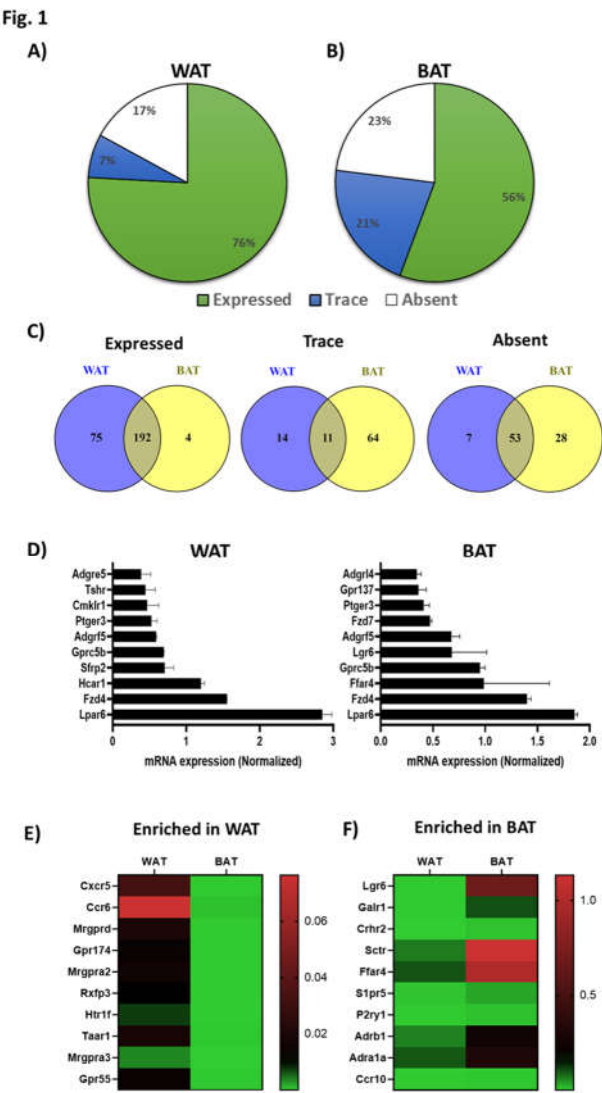 Fig. 1
A)
B)
WAT
BAT
17%
7%
76%
23%
21%
56%
Expressed Trace Absent
C)
Expressed Trace Absent
WAT BAT WAT BAT WAT BAT
75 192 4 14 11 64 7 53 28
D)
WAT
Adgre5
Tshr
Cmklr1
Ptger3
Adgrf5
Gprc5b
Sfrp2
Hcar1
Fzd4
Lpar6
0 1 2 3
mRNA expression (Normalized)
BAT
Adgrl4
Gpr137
Ptger3
Fzd7
Adgrf5
Lgr6
Gprc5b
Ffar4
Fzd4
Lpar6
0.0 0.5 1.0 1.5 2.0
mRNA expression (Normalized)
E)
Enriched in WAT
WAT BAT
Cxcr5
Ccr6
Mrgprd
Gpr174
Mrgpra2
Rxfp3
Htr1f
Taar1
Mrgpra3
Gpr55
0.06
0.04
0.02
F)
Enriched in BAT
WAT BAT
Lgr6
Galr1
Crhr2
Sctr
Ffar4
S1pr5
P2ry1
Adrb1
Adra1a
Ccr10
1.0
0.5